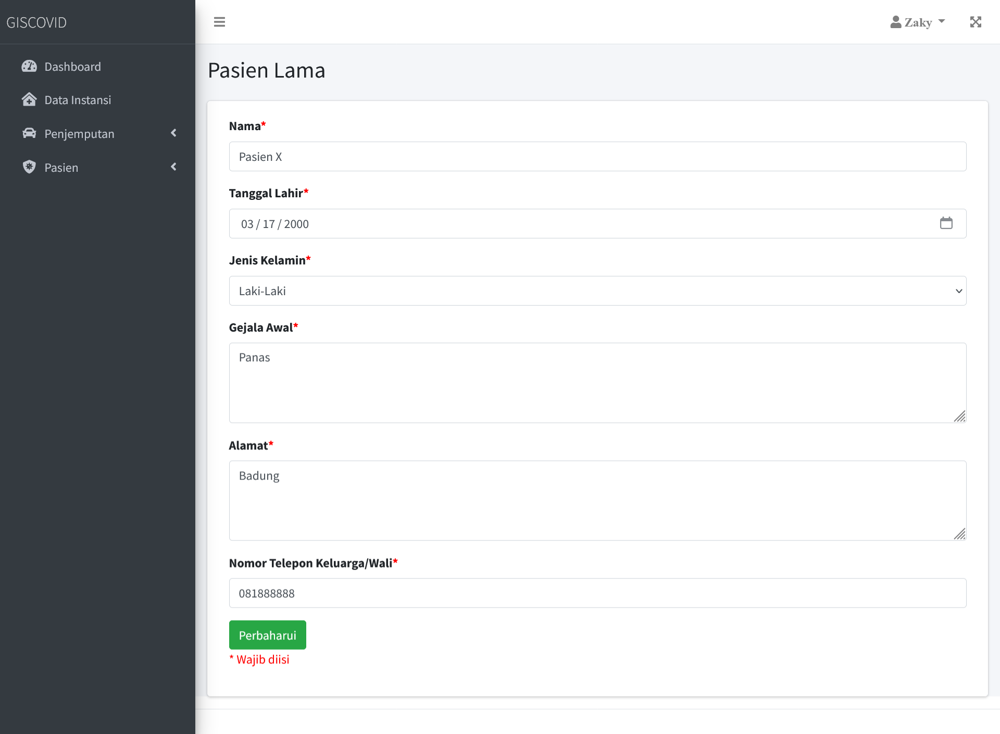 GISCOVID
Zaky
Dashboard
Data Instansi
Penjemputan
Pasien
Pasien Lama
Nama*
Pasien X
Tanggal Lahir*
03 / 17 / 2000
Jenis Kelamin*
Laki-Laki
Gejala Awal*
Panas
Alamat*
Badung
Nomor Telepon Keluarga/Wali*
081888888
Perbaharui
* Wajib diisi